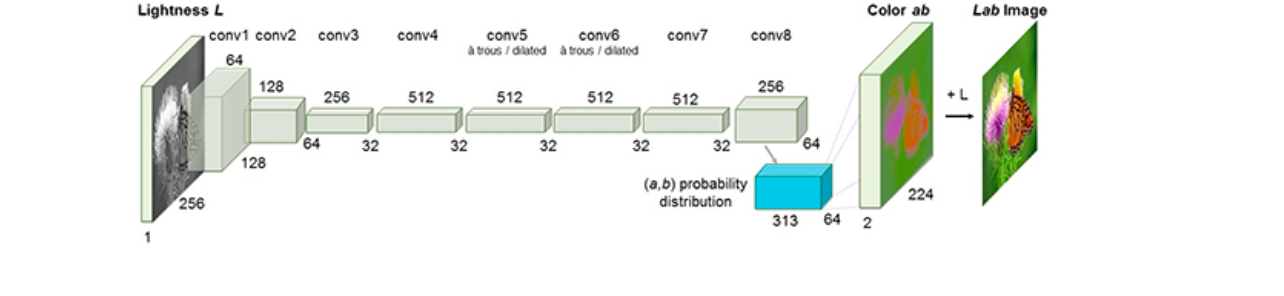 Lightness L
Color ab
Lab Image
conv1
conv2
conv3
conv4
conv5
conv6
conv7
conv8
à trous / dilated
à trous / dilated
64
128
256
512
512
512
512
256
+ L
64
32
32
32
32
32
64
128
256
1
(a,b) probability
distribution
313
64
2
224